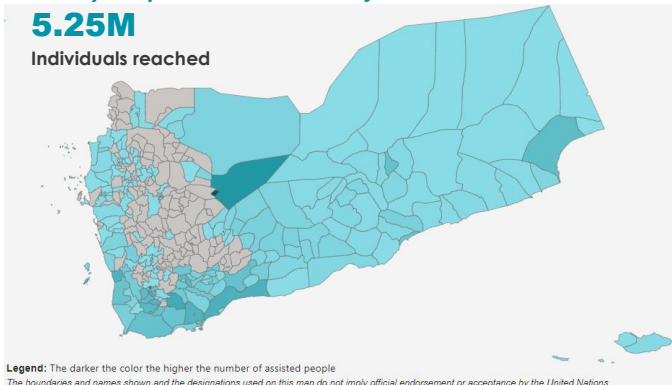 5.25M
Individuals reached
Legend: The darker the color the higher the number of assisted people
The boundaries and names shown and the designations used on this map do not imply official endorsement or acceptance by the United Nations